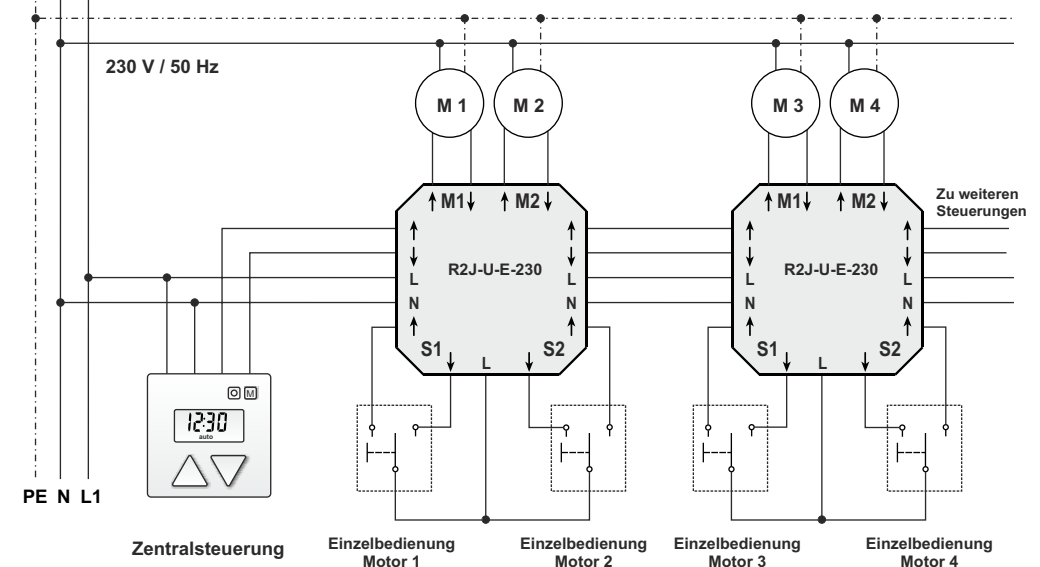 230 V / 50 Hz
M 1
M 2
M 3
M 4
M1 M2
M1 M2
Zu weiteren
Steuerungen
R2J-U-E-230
R2J-U-E-230
L
L
L
L
N
N
N
N
S1
S2
S1
S2
L
L
M
12:30
auto
PE N L1
Zentralsteuerung
Einzelbedienung
Motor 1
Einzelbedienung
Motor 2
Einzelbedienung
Motor 3
Einzelbedienung
Motor 4